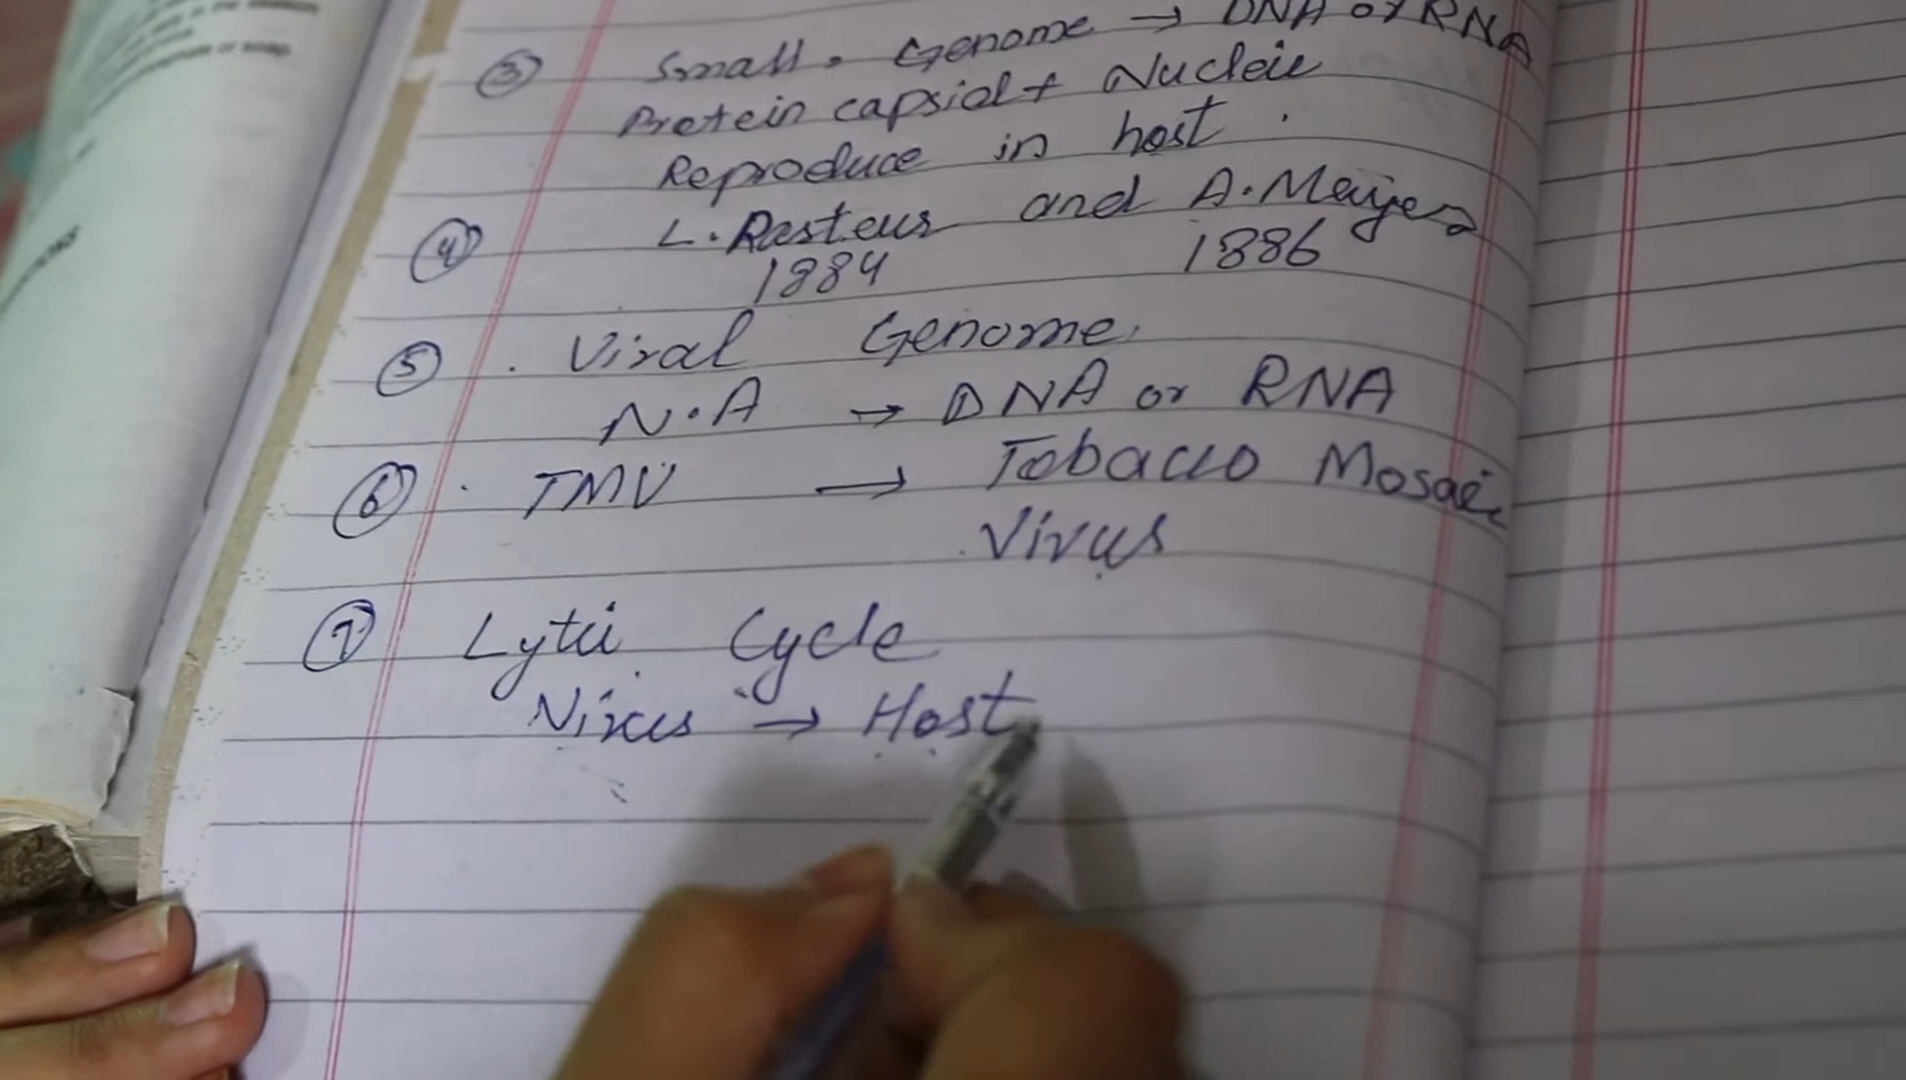 ③ Small. Genome → DNA or RNA
Protein capsid + Nucleic
Reproduce in host.
④ L. Pasteur and A. Meiyer
1884 1886
⑤ . Viral Genome
N.A → DNA or RNA
⑥ . TMV → Tobacco Mosaic
Virus
⑦ Lytic Cycle
Virus → Host